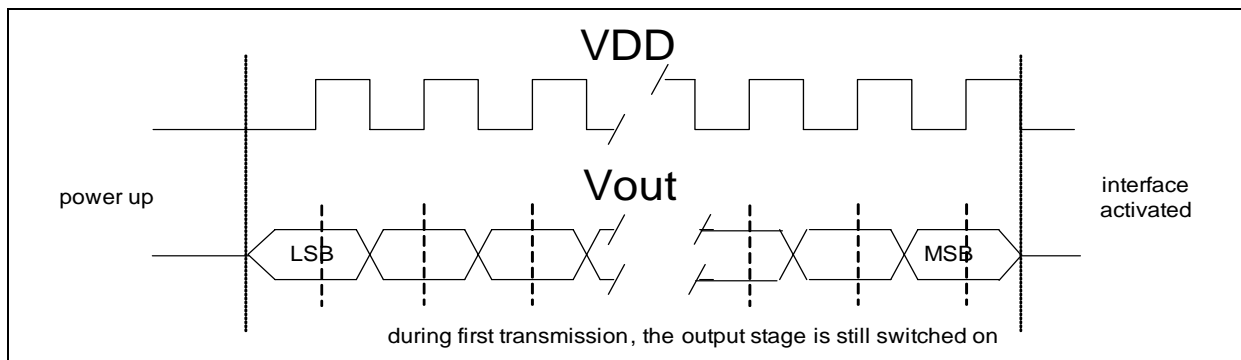 VDD
power up
Vout
interface
activated
LSB
MSB
during first transmission, the output stage is still switched on